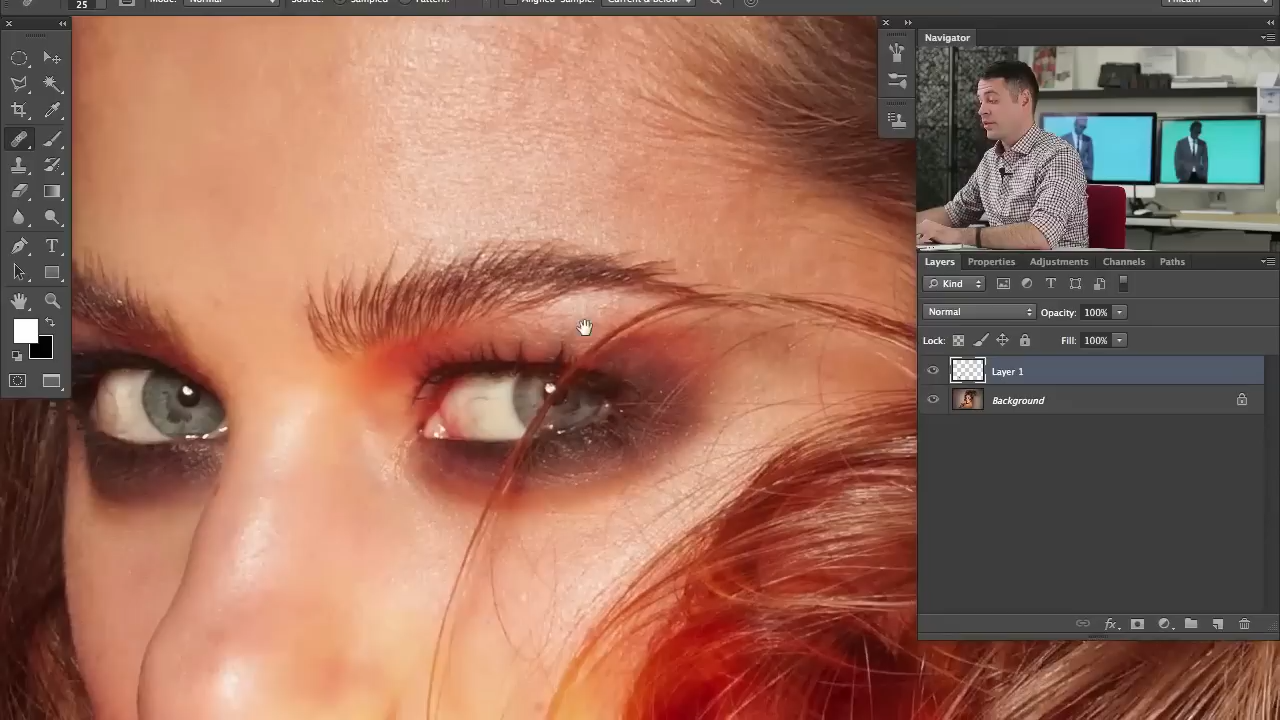 25 Mode: Normal Source: Sampled Pattern: Aligned Sample: Current & Below
Navigator
Layers Properties Adjustments Channels Paths
Kind
Normal Opacity: 100%
Lock: Fill: 100%
Layer 1
Background
fx